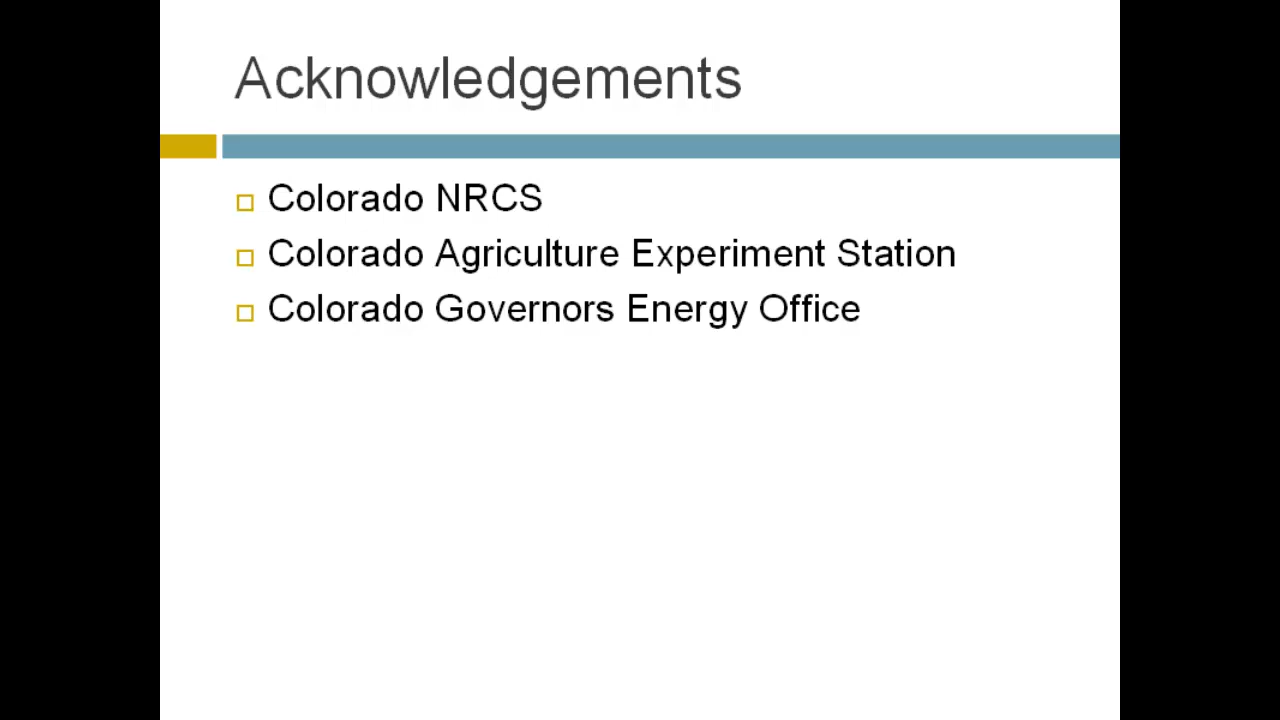 Acknowledgements
Colorado NRCS
Colorado Agriculture Experiment Station
Colorado Governors Energy Office